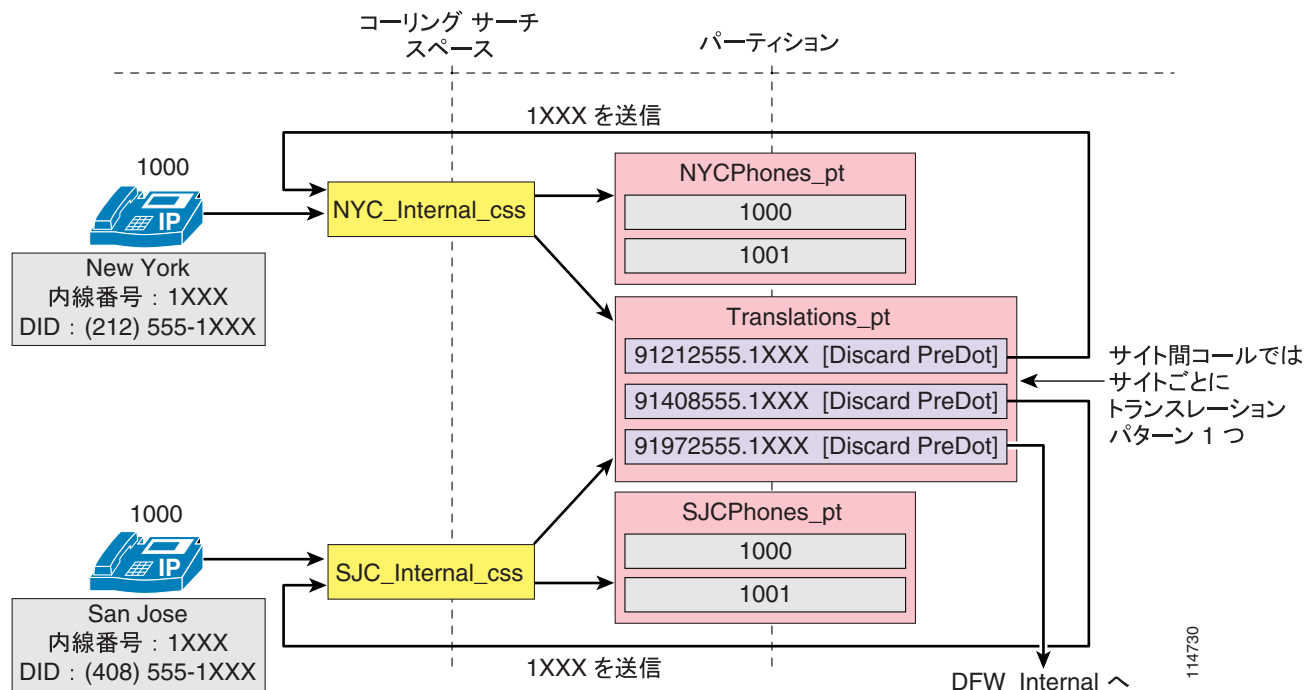 コーリング サーチ
スペース
パーティション
1XXX を送信
1000
IP
New York
内線番号：1XXX
DID：(212) 555-1XXX
NYC_Internal_css
NYCPhones_pt
1000
1001
Translations_pt
91212555.1XXX [Discard PreDot]
91408555.1XXX [Discard PreDot]
91972555.1XXX [Discard PreDot]
サイト間コールでは
サイトごとに
トランスレーション
パターン 1 つ
1000
IP
San Jose
内線番号：1XXX
DID：(408) 555-1XXX
SJC_Internal_css
SJCPhones_pt
1000
1001
1XXX を送信
DFW_Internal へ
114730